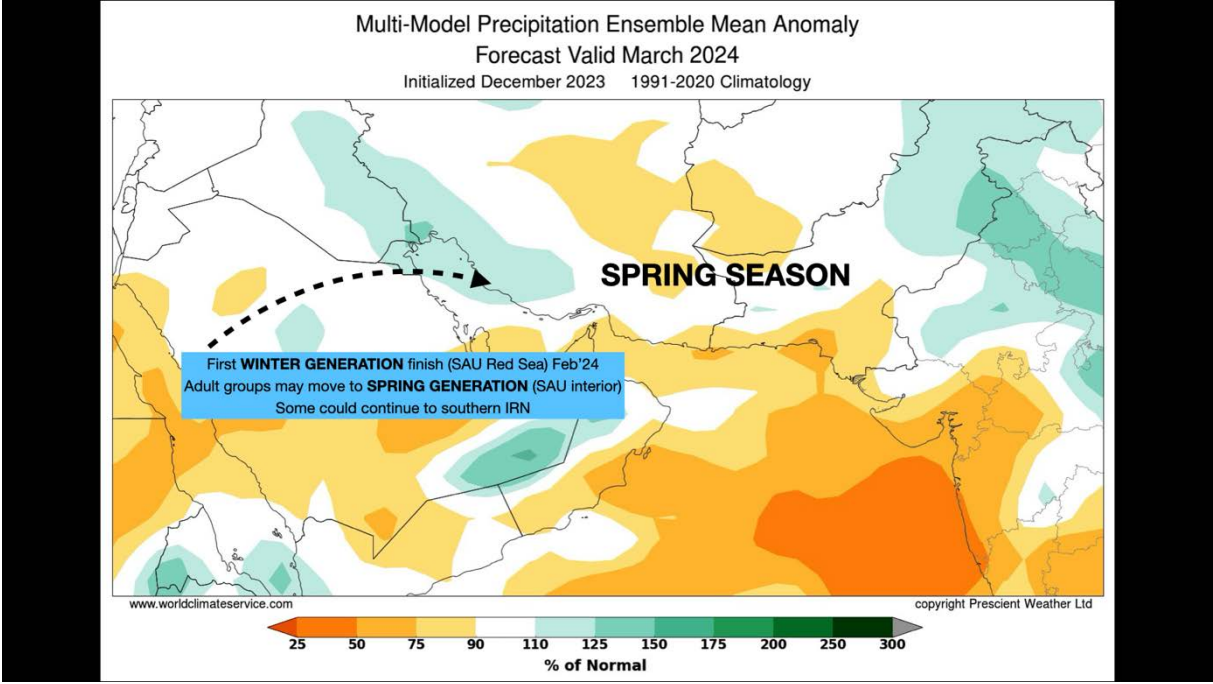 Multi-Model Precipitation Ensemble Mean Anomaly
Forecast Valid March 2024
Initialized December 2023 1991-2020 Climatology
SPRING SEASON
First WINTER GENERATION finish (SAU Red Sea) Feb'24
Adult groups may move to SPRING GENERATION (SAU interior)
Some could continue to southern IRN
www.worldclimateservice.com
copyright Prescient Weather Ltd
25 50 75 90 110 125 150 175 200 250 300
% of Normal